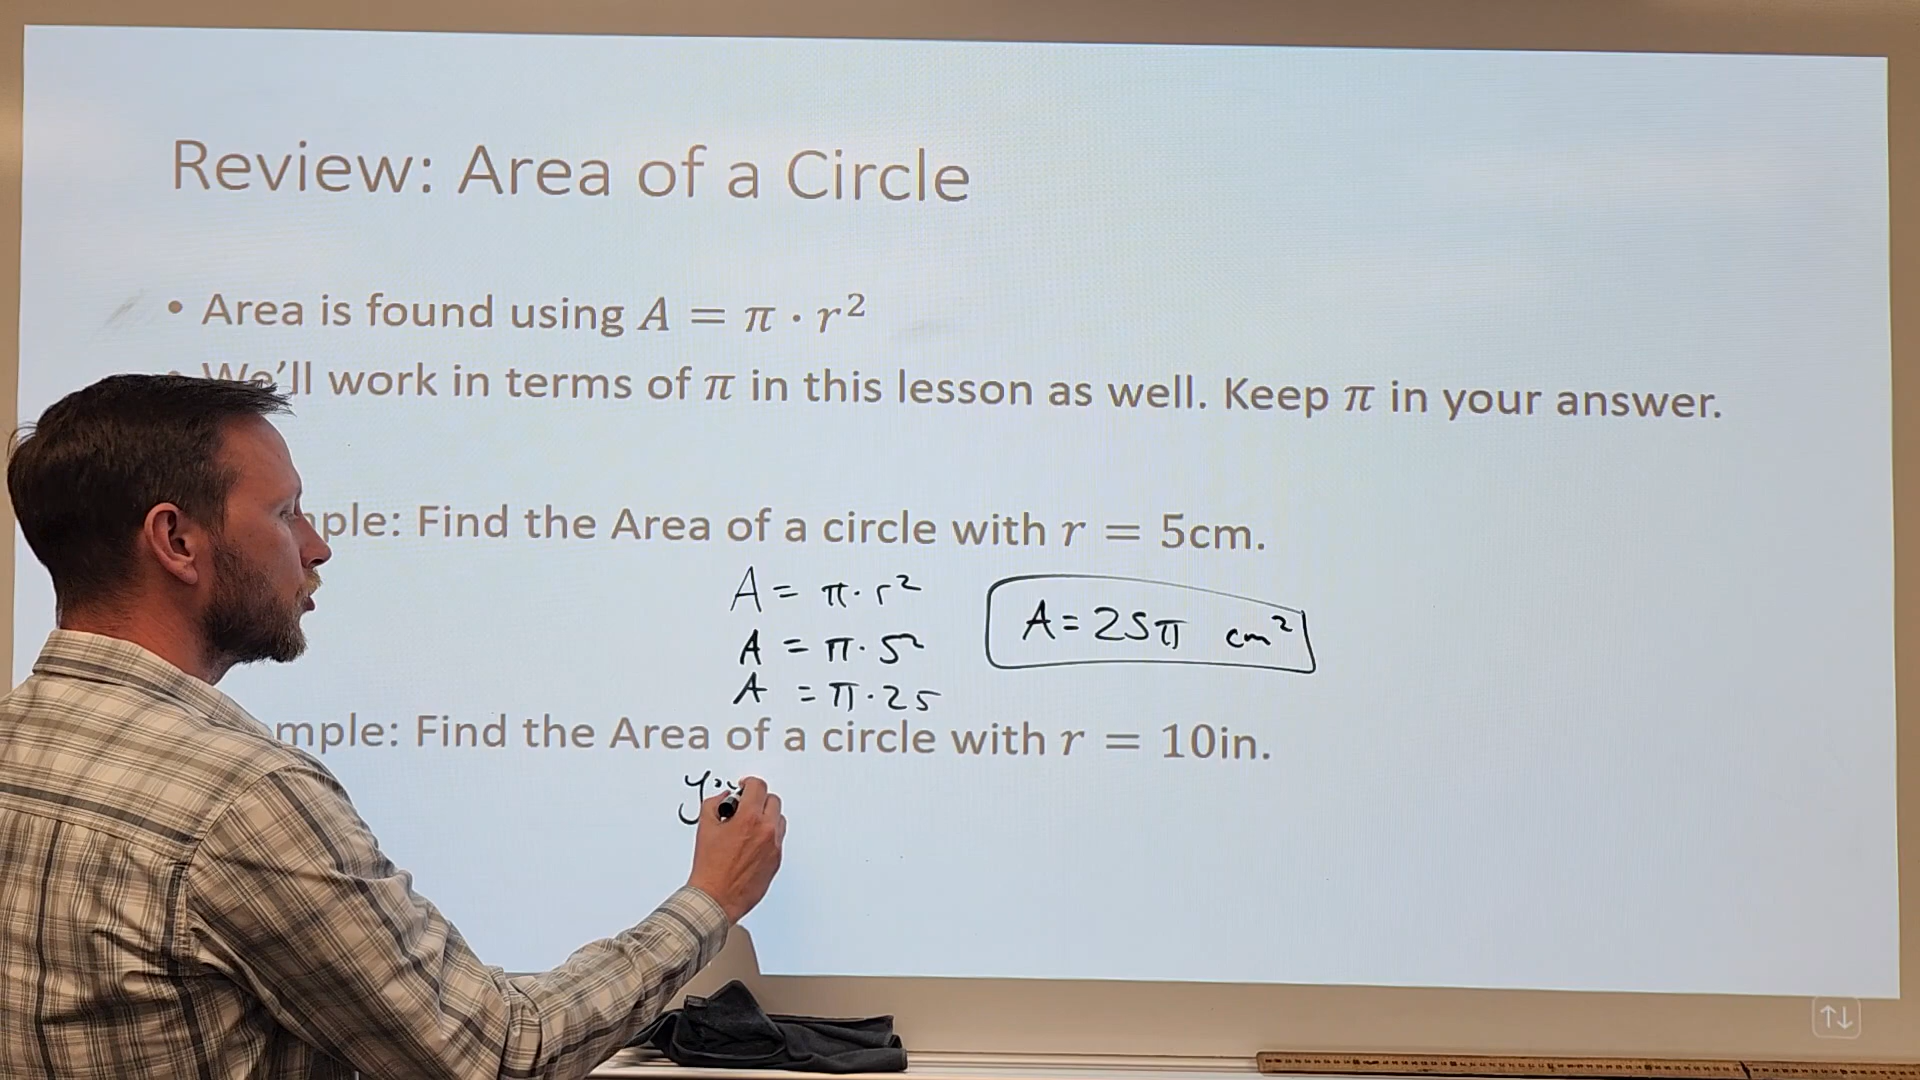 Review: Area of a Circle
• Area is found using A = π · r²
• We'll work in terms of π in this lesson as well. Keep π in your answer.
ple: Find the Area of a circle with r = 5cm.
A = π · r²
A = π · 5²
A = π · 25
A = 25π cm²
mple: Find the Area of a circle with r = 10in.